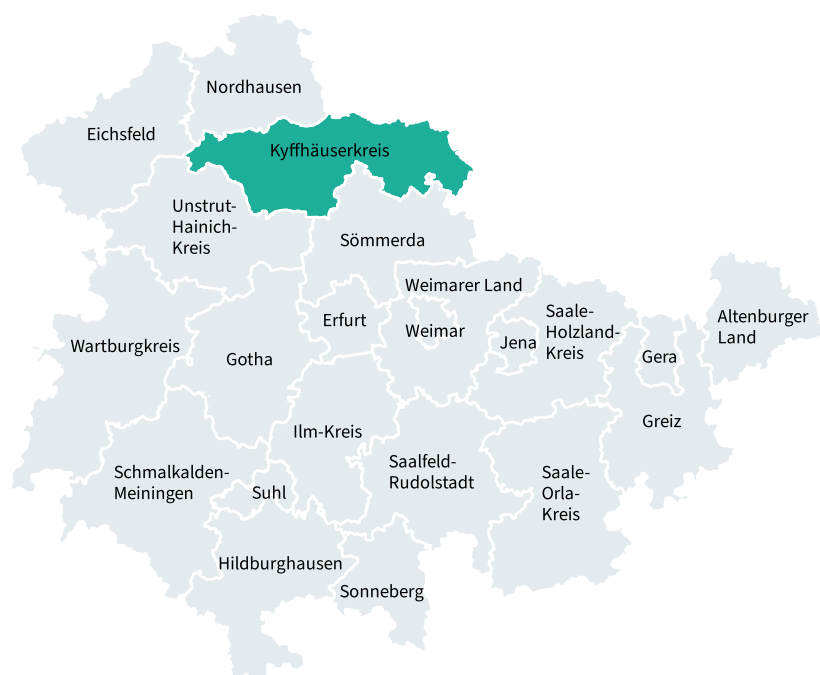 Nordhausen
Eichsfeld
Kyffhäuserkreis
Unstrut-
Hainich-
Kreis
Sömmerda
Weimarer Land
Erfurt
Weimar
Jena
Saale-
Holzland-
Kreis
Altenburger
Land
Wartburgkreis
Gotha
Gera
Greiz
Ilm-Kreis
Schmalkalden-
Meiningen
Suhl
Saalfeld-
Rudolstadt
Saale-
Orla-
Kreis
Hildburghausen
Sonneberg